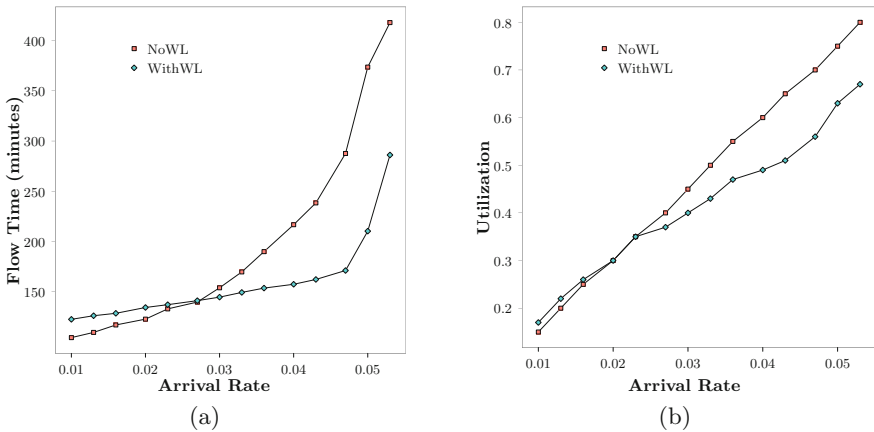 400
350
300
250
200
150
0.01 0.02 0.03 0.04 0.05
Flow Time (minutes)
Arrival Rate
NoWL
WithWL
(a)
0.8
0.7
0.6
0.5
0.4
0.3
0.2
0.01 0.02 0.03 0.04 0.05
Utilization
Arrival Rate
NoWL
WithWL
(b)